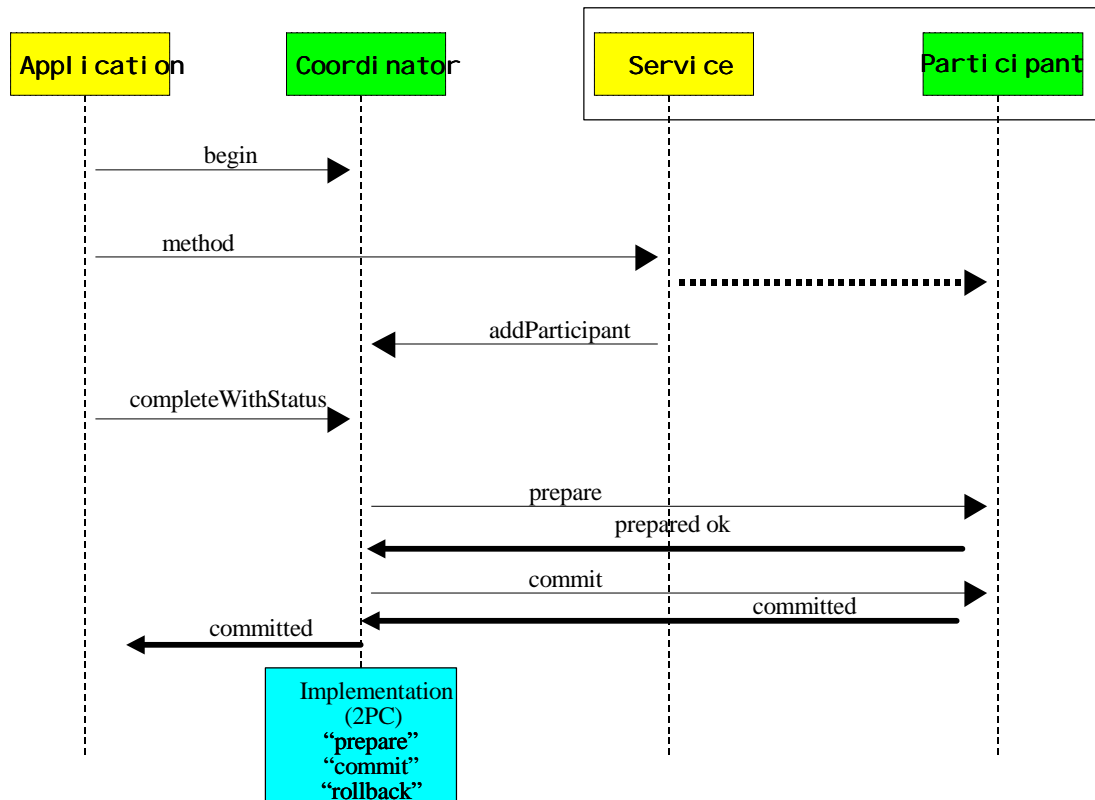 Application
Coordinator
Service
Participant
begin
method
addParticipant
completeWithStatus
prepare
prepared ok
commit
committed
committed
Implementation
(2PC)
“prepare”
“commit”
“rollback”